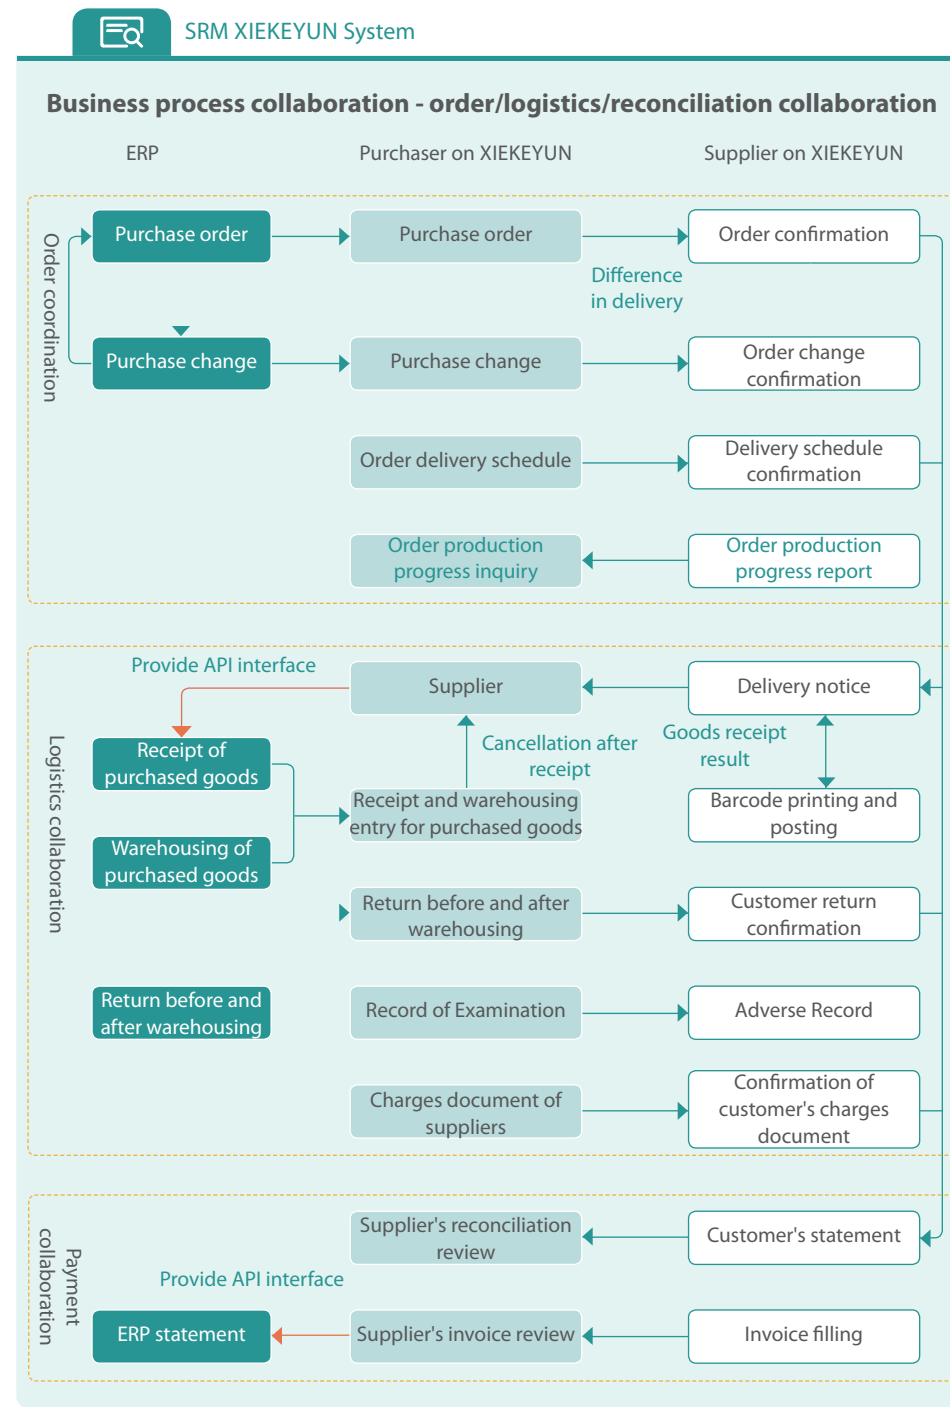 SRM XIEKEYUN System
Business process collaboration - order/logistics/reconciliation collaboration
ERP
Purchaser on XIEKEYUN
Supplier on XIEKEYUN
Order coordination
Purchase order
Purchase order
Order confirmation
Difference
in delivery
Purchase change
Purchase change
Order change
confirmation
Order delivery schedule
Delivery schedule
confirmation
Order production
progress inquiry
Order production
progress report
Logistics collaboration
Provide API interface
Supplier
Delivery notice
Receipt of
purchased goods
Cancellation after
receipt
Goods receipt
result
Receipt and warehousing
entry for purchased goods
Barcode printing and
posting
Warehousing of
purchased goods
Return before and after
warehousing
Customer return
confirmation
Return before and
after warehousing
Record of Examination
Adverse Record
Charges document of
suppliers
Confirmation of
customer's charges
document
Payment
collaboration
Supplier's reconciliation
review
Customer's statement
Provide API interface
ERP statement
Supplier's invoice review
Invoice filling